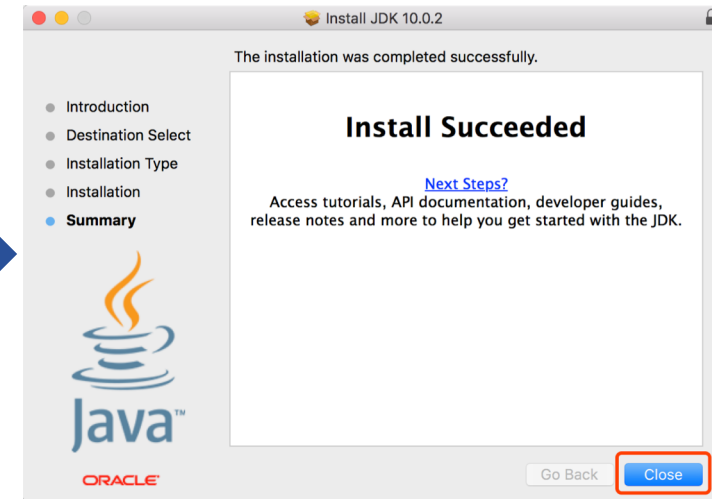 Install JDK 10.0.2
The installation was completed successfully.
Introduction
Destination Select
Installation Type
Installation
Summary
Install Succeeded
Next Steps?
Access tutorials, API documentation, developer guides,
release notes and more to help you get started with the JDK.
Java™
ORACLE®
Go Back
Close